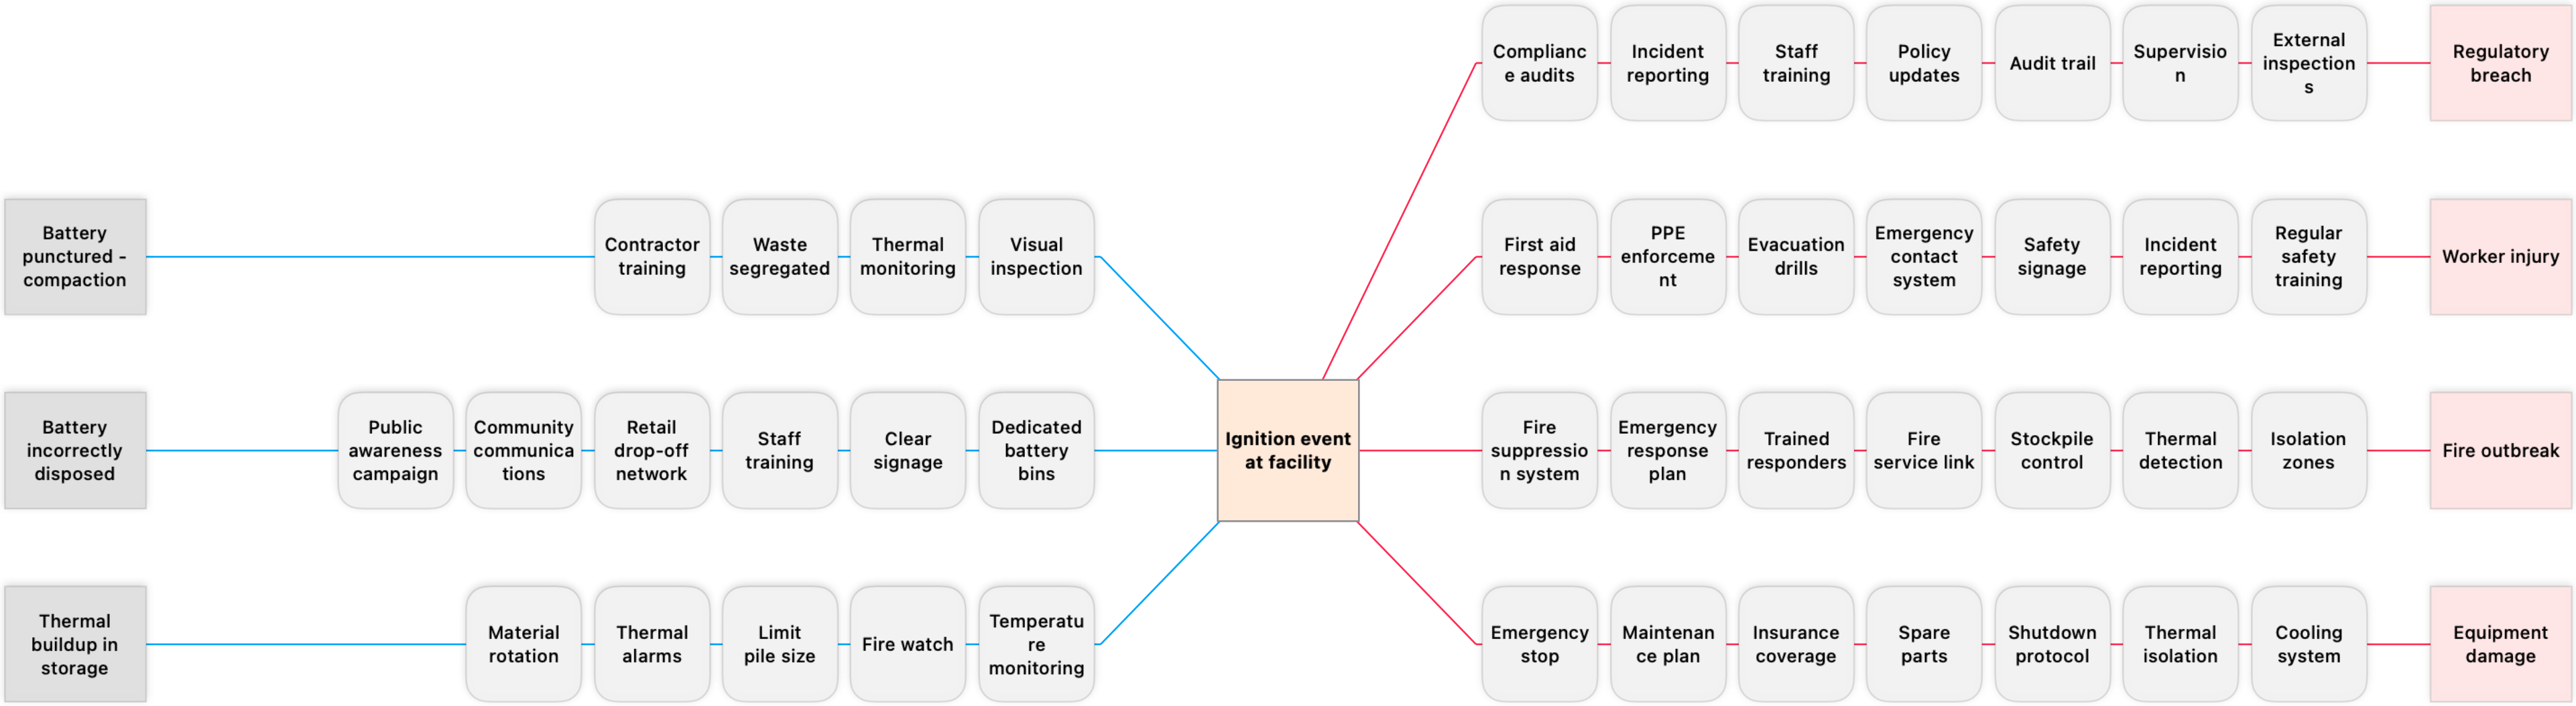 Complianc
e audits
Incident
reporting
Staff
training
Policy
updates
Audit trail
Supervisio
n
External
inspection
s
Regulatory
breach
Battery
punctured -
compaction
Contractor
training
Waste
segregated
Thermal
monitoring
Visual
inspection
First aid
response
PPE
enforceme
nt
Evacuation
drills
Emergency
contact
system
Safety
signage
Incident
reporting
Regular
safety
training
Worker injury
Battery
incorrectly
disposed
Public
awareness
campaign
Community
communica
tions
Retail
drop-off
network
Staff
training
Clear
signage
Dedicated
battery
bins
Ignition event
at facility
Fire
suppressio
n system
Emergency
response
plan
Trained
responders
Fire
service link
Stockpile
control
Thermal
detection
Isolation
zones
Fire outbreak
Thermal
buildup in
storage
Material
rotation
Thermal
alarms
Limit
pile size
Fire watch
Temperatu
re
monitoring
Emergency
stop
Maintenan
ce plan
Insurance
coverage
Spare
parts
Shutdown
protocol
Thermal
isolation
Cooling
system
Equipment
damage